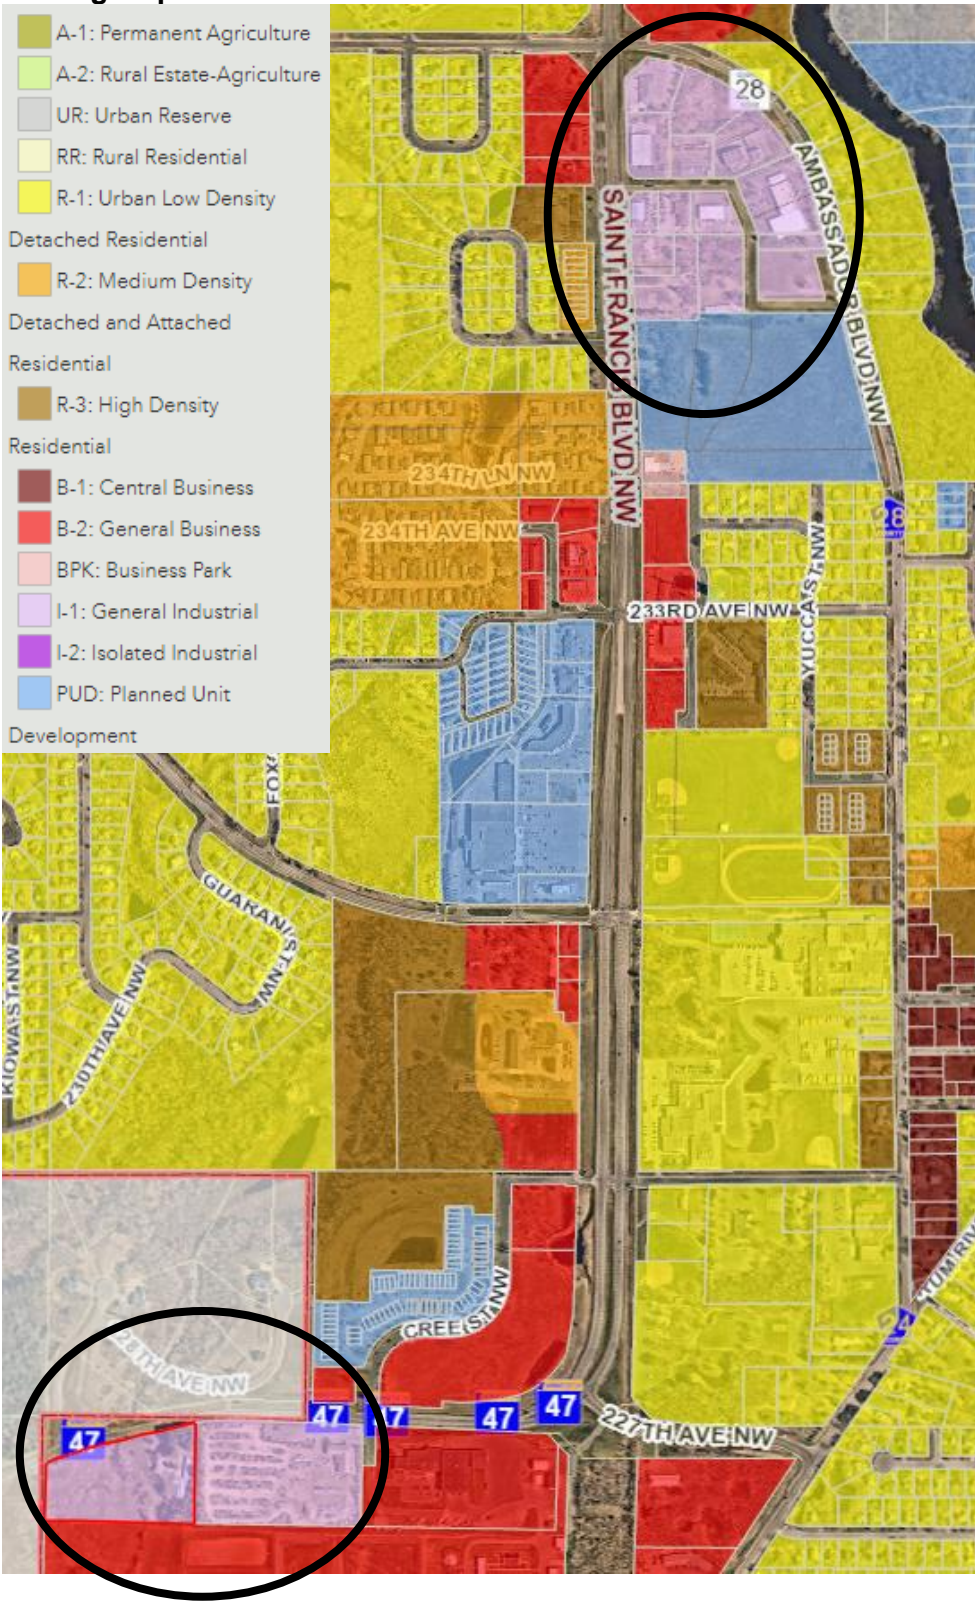 A-1: Permanent Agriculture
A-2: Rural Estate-Agriculture
UR: Urban Reserve
RR: Rural Residential
R-1: Urban Low Density
Detached Residential
R-2: Medium Density
Detached and Attached
Residential
R-3: High Density
Residential
B-1: Central Business
B-2: General Business
BPK: Business Park
I-1: General Industrial
I-2: Isolated Industrial
PUD: Planned Unit
Development
28
AMBASSADOR BLVD NW
SAINT FRANCIS BLVD NW
234TH LN NW
234TH AVE NW
28
YUCCA ST NW
233RD AVE NW
FOX
GUARANI ST NW
KIOWA ST NW
230TH AVE NW
CREE ST NW
24
28TH AVE NW
47
47
47
47
47
227TH AVE NW